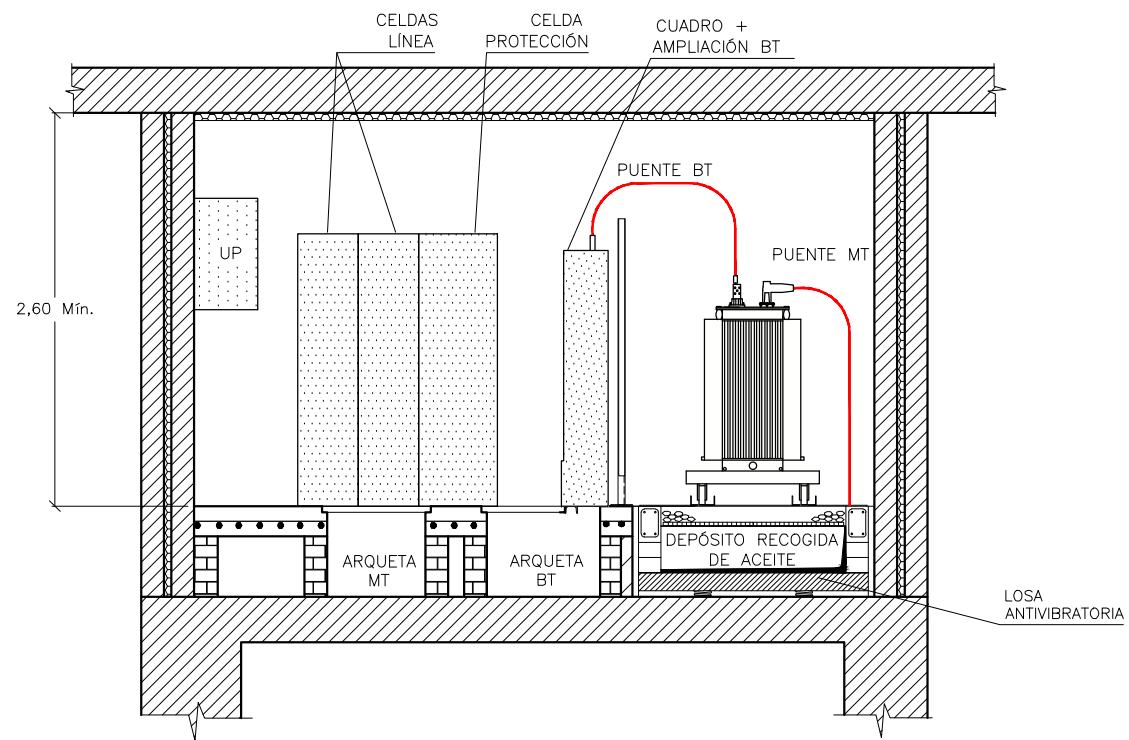 CELDAS
LÍNEA
CELDA
PROTECCIÓN
CUADRO +
AMPLIACIÓN BT
PUENTE BT
UP
PUENTE MT
2,60 Mín.
ARQUETA
MT
ARQUETA
BT
DEPÓSITO RECOGIDA
DE ACEITE
LOSA
ANTIVIBRATORIA